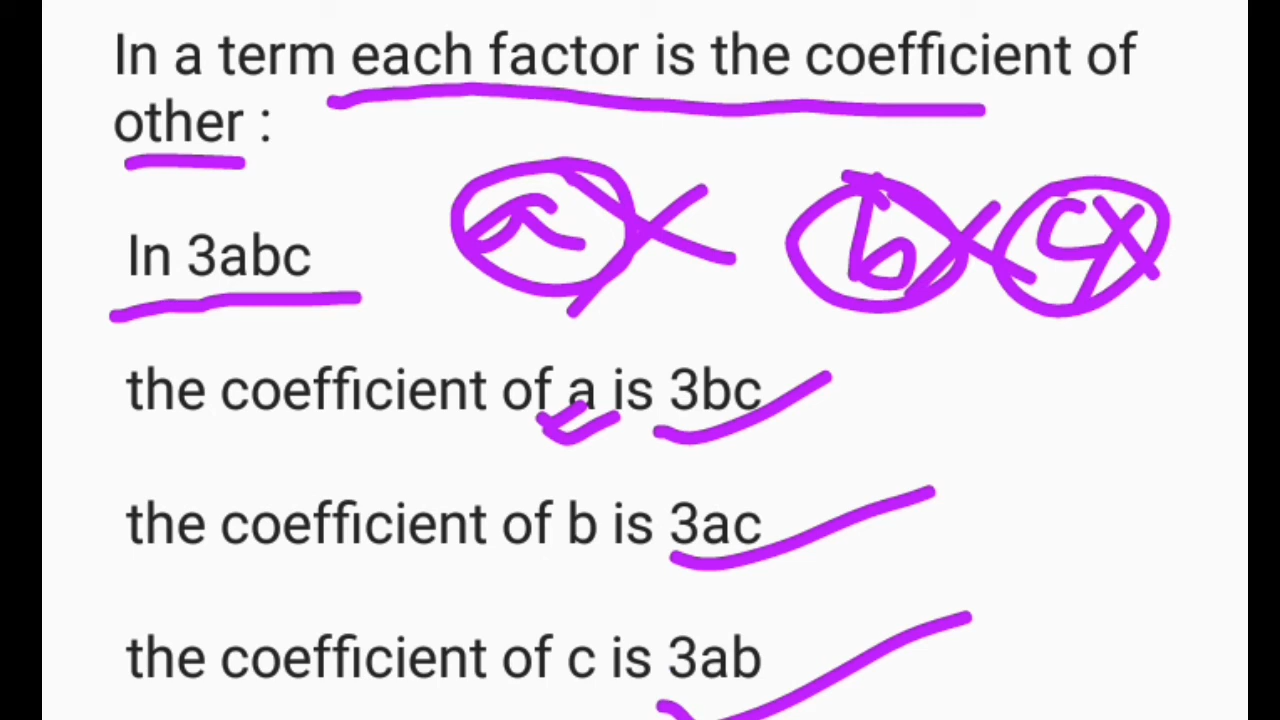 In a term each factor is the coefficient of
other :
a b c
In 3abc
the coefficient of a is 3bc
the coefficient of b is 3ac
the coefficient of c is 3ab